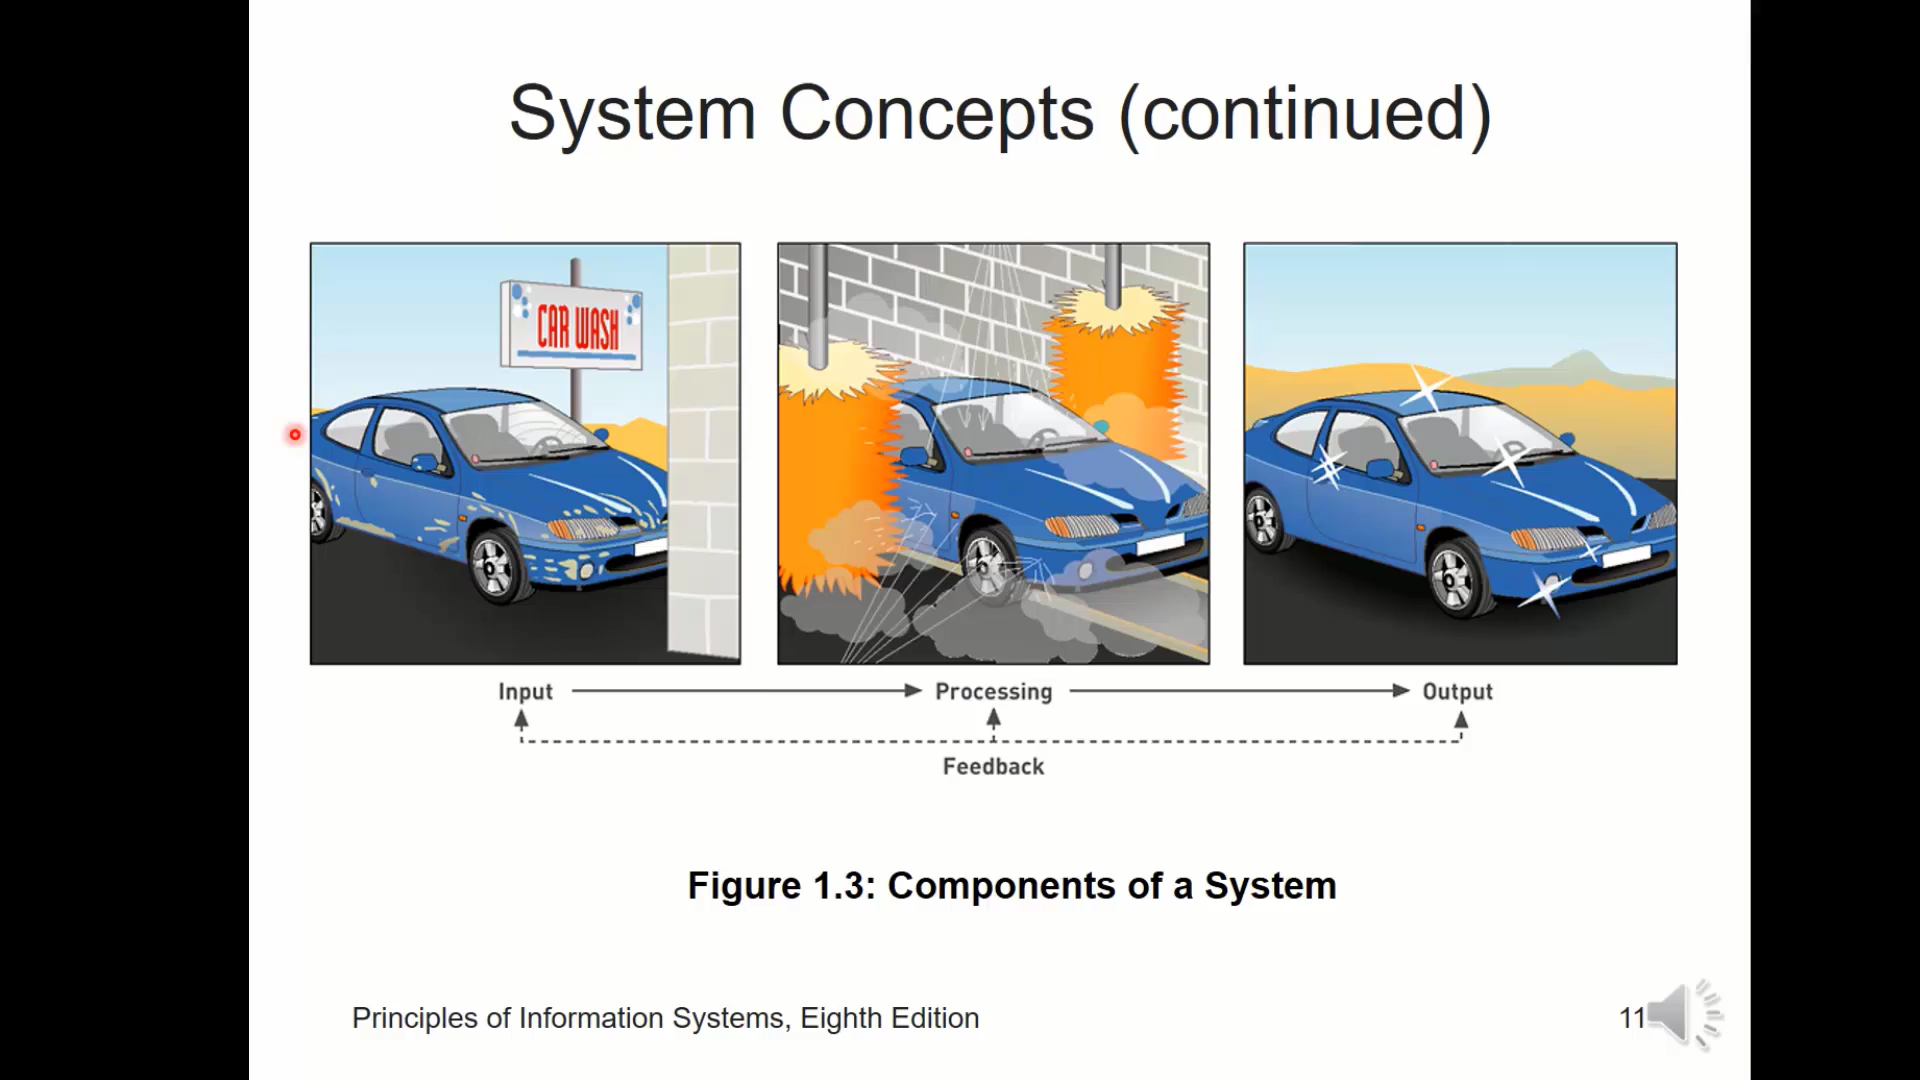 System Concepts (continued)
CAR WASH
Input
Processing
Output
Feedback
Figure 1.3: Components of a System
Principles of Information Systems, Eighth Edition
11